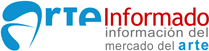 arteInformado
información del
mercado del arte